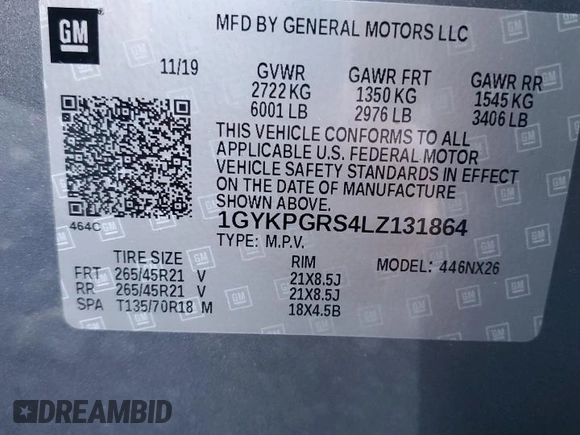 GM
MFD BY GENERAL MOTORS LLC
11/19 GVWR GAWR FRT GAWR RR
2722 KG 1350 KG 1545 KG
6001 LB 2976 LB 3406 LB
THIS VEHICLE CONFORMS TO ALL
APPLICABLE U.S. FEDERAL MOTOR
VEHICLE SAFETY STANDARDS IN EFFECT
ON THE DATE OF MANUFACTURE
SHOWN ABOVE.
464C 1GYKPGRS4LZ131864
TYPE: M.P.V.
TIRE SIZE RIM MODEL: 446NX26
FRT 265/45R21 V 21X8.5J
RR 265/45R21 V 21X8.5J
SPA T135/70R18 M 18X4.5B
DREAMBID